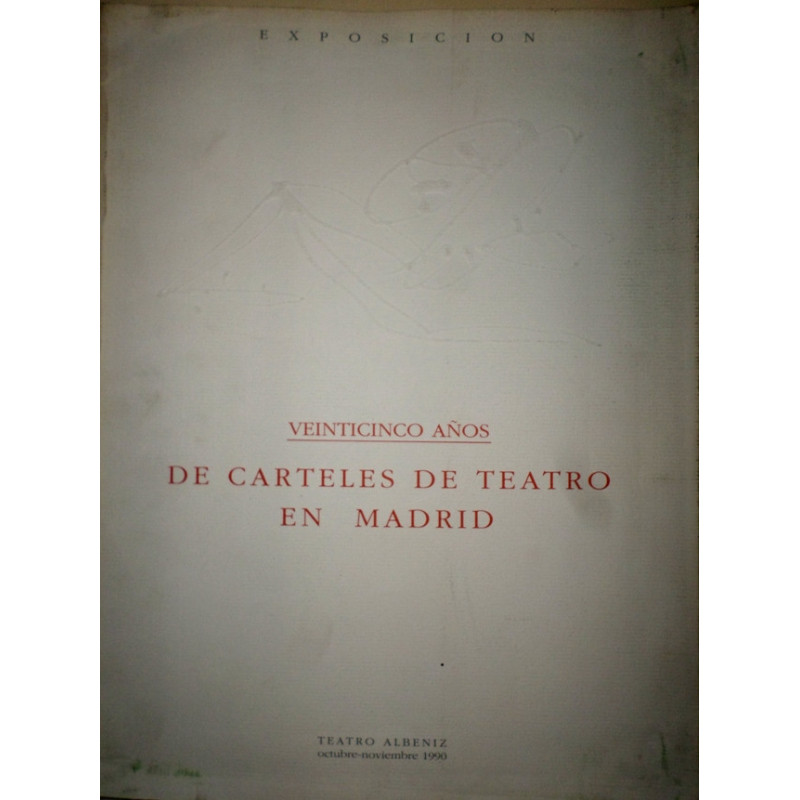 EXPOSICION
VEINTICINCO AÑOS
DE CARTELES DE TEATRO
EN MADRID
TEATRO ALBENIZ
octubre-noviembre 1990